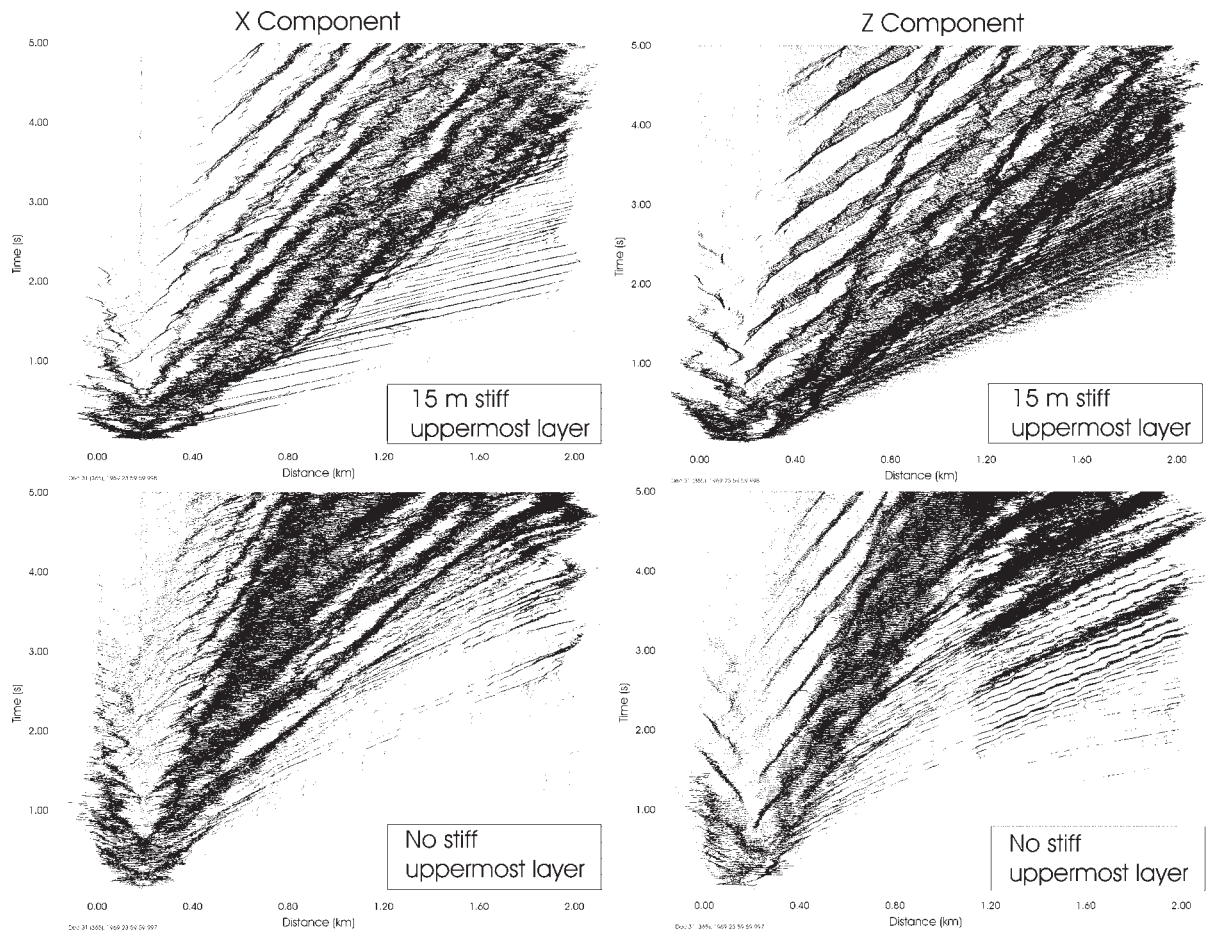 X Component
Z Component
5.00
4.00
3.00
2.00
1.00
Time (s)
0.00 0.40 0.80 1.20 1.60 2.00
Distance (km)
15 m stiff
uppermost layer
5.00
4.00
3.00
2.00
1.00
Time (s)
0.00 0.40 0.80 1.20 1.60 2.00
Distance (km)
15 m stiff
uppermost layer
5.00
4.00
3.00
2.00
1.00
Time (s)
0.00 0.40 0.80 1.20 1.60 2.00
Distance (km)
No stiff
uppermost layer
5.00
4.00
3.00
2.00
1.00
Time (s)
0.00 0.40 0.80 1.20 1.60 2.00
Distance (km)
No stiff
uppermost layer